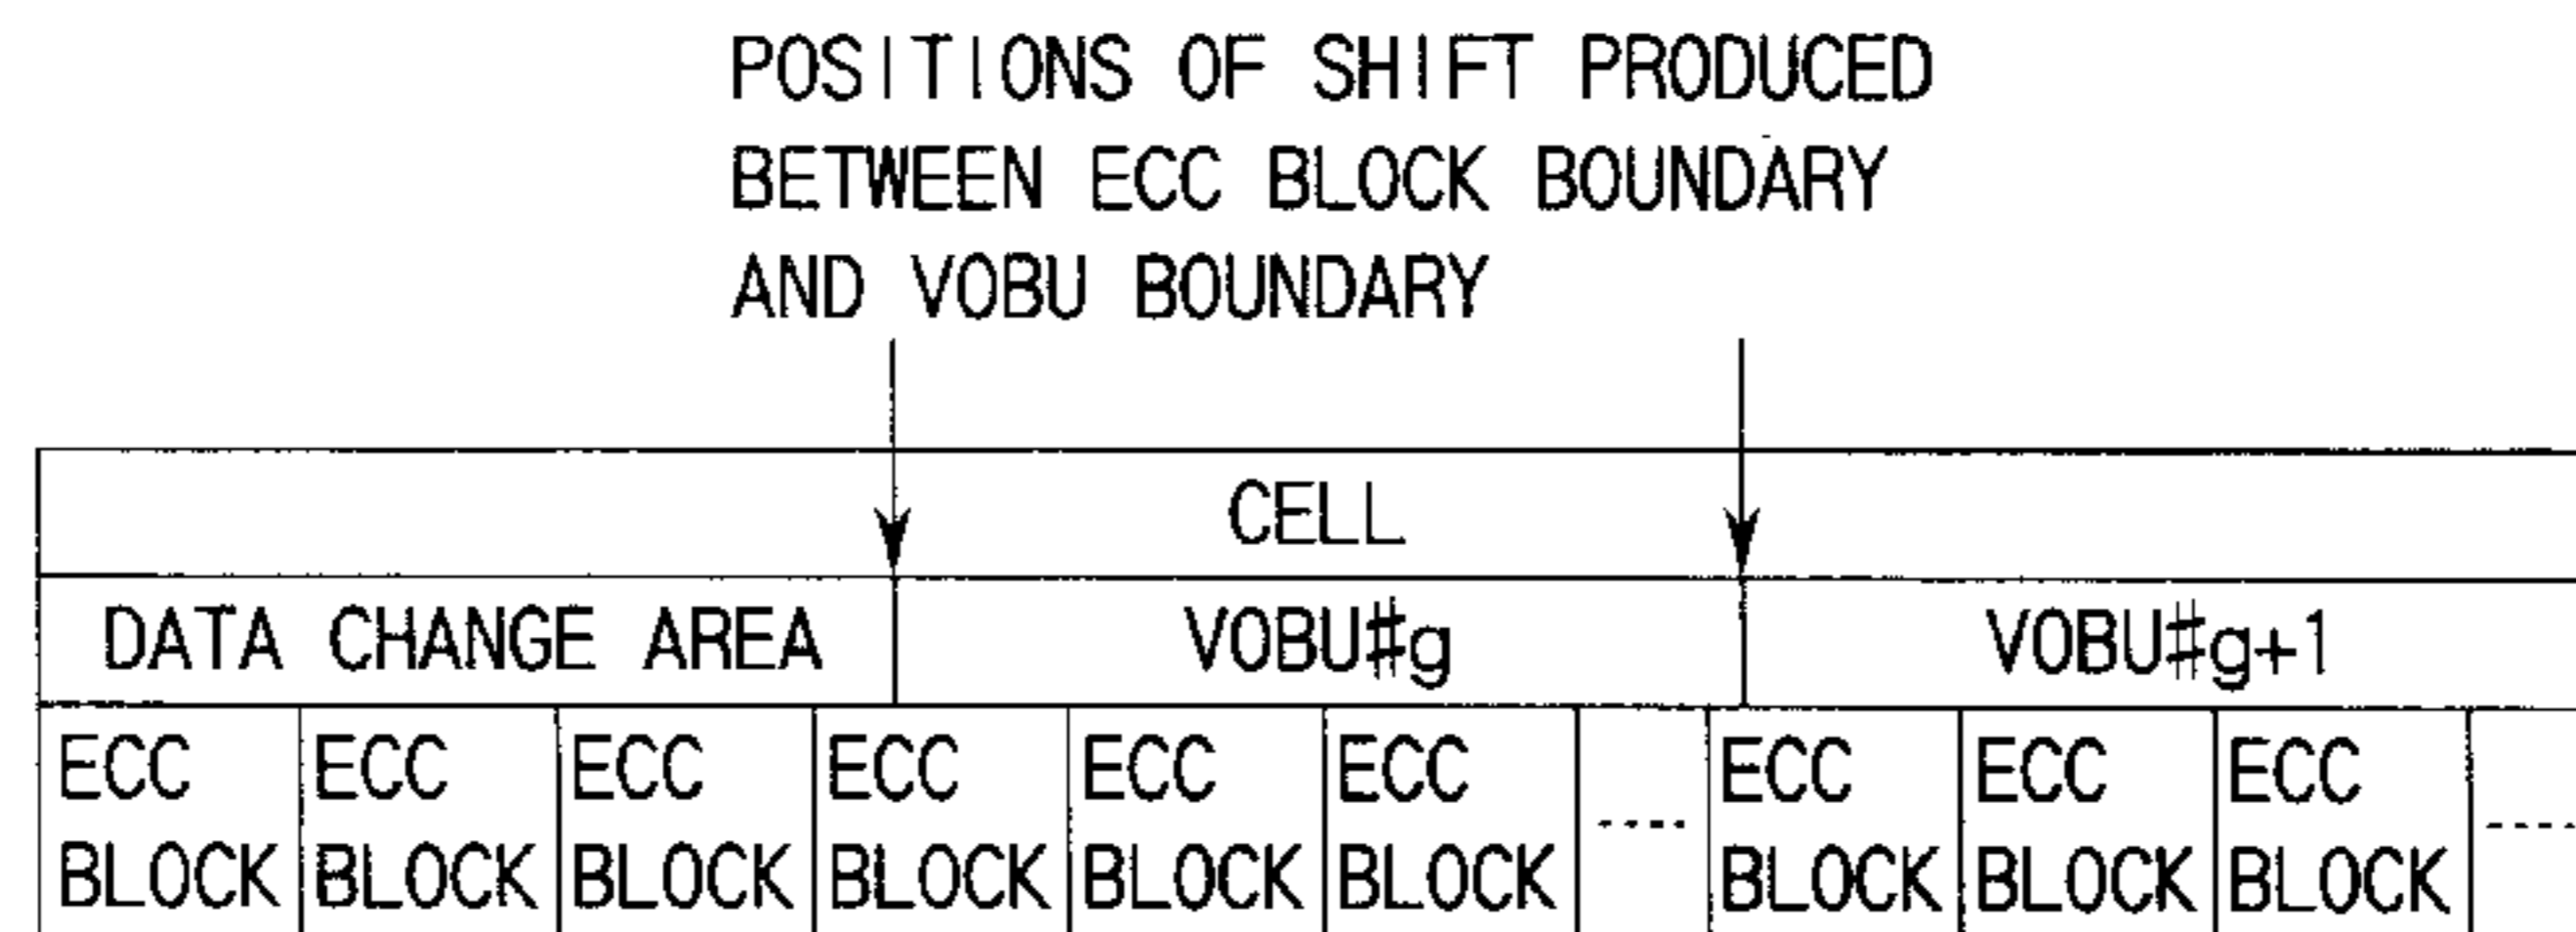 POSITIONS OF SHIFT PRODUCED
BETWEEN ECC BLOCK BOUNDARY
AND VOBU BOUNDARY
CELL
DATA CHANGE AREA VOBU#g VOBU#g+1
ECC ECC ECC ECC ECC ECC ECC ECC ECC
BLOCK BLOCK BLOCK BLOCK BLOCK BLOCK ---- BLOCK BLOCK BLOCK ----